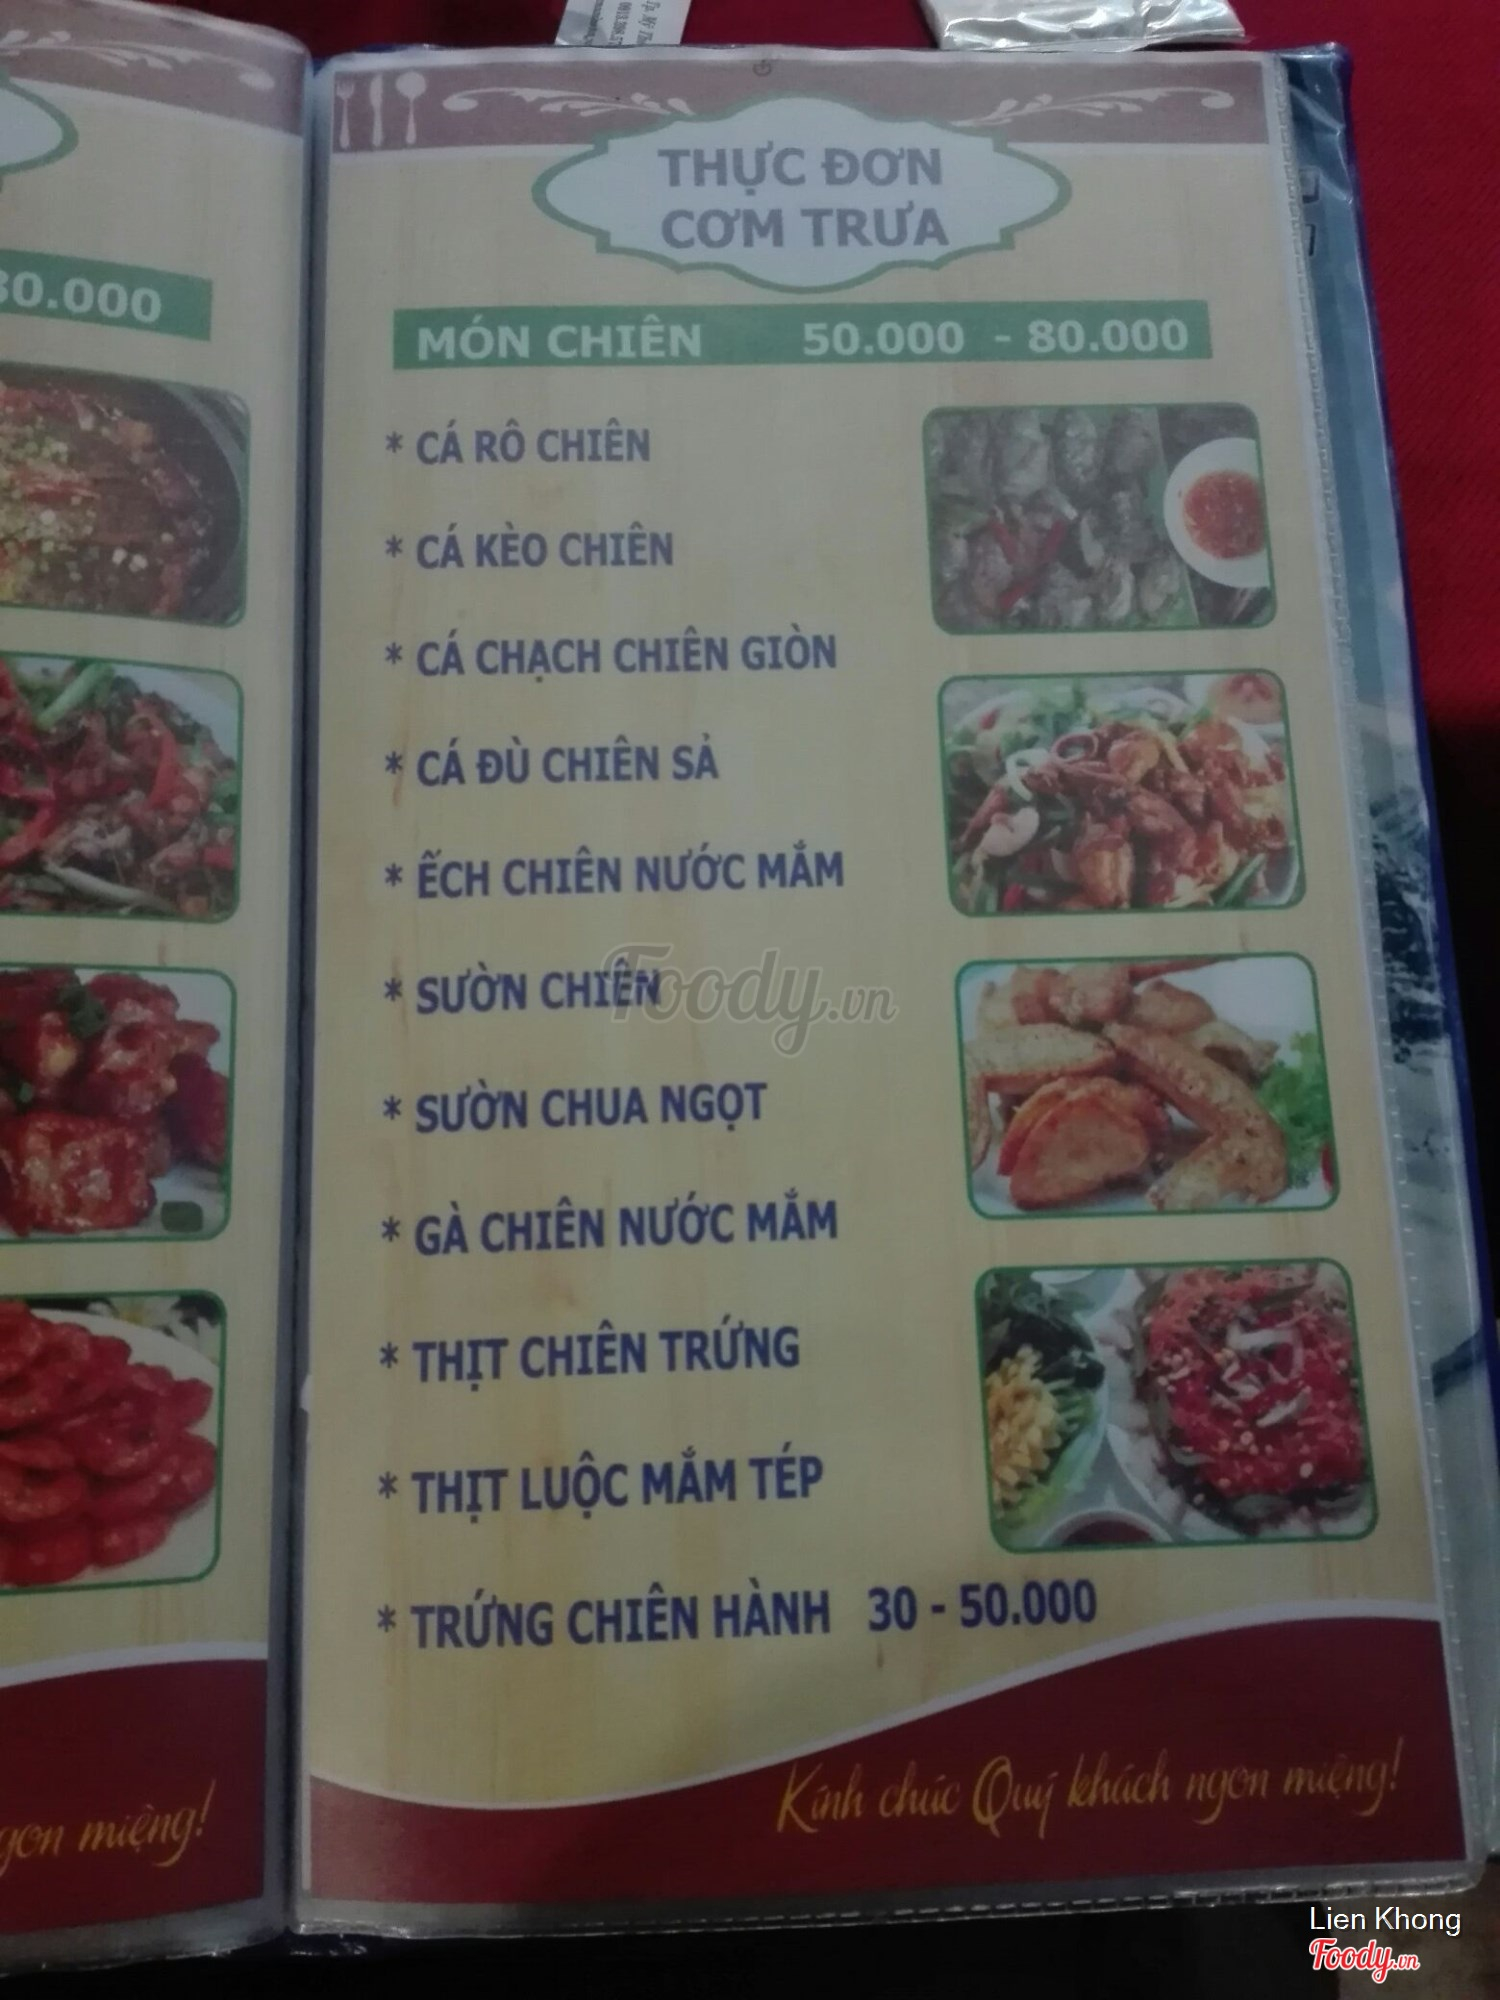 30.000
ngon miệng!
THỰC ĐƠN
CƠM TRƯA
MÓN CHIÊN 50.000 - 80.000
* CÁ RÔ CHIÊN
* CÁ KÈO CHIÊN
* CÁ CHẠCH CHIÊN GIÒN
* CÁ ĐÙ CHIÊN SẢ
* ẾCH CHIÊN NƯỚC MẮM
* SƯỜN CHIÊN
* SƯỜN CHUA NGỌT
* GÀ CHIÊN NƯỚC MẮM
* THỊT CHIÊN TRỨNG
* THỊT LUỘC MẮM TÉP
* TRỨNG CHIÊN HÀNH 30 - 50.000
Kính chúc Quý khách ngon miệng!
Foody.vn
Lien Khong
Foody.vn